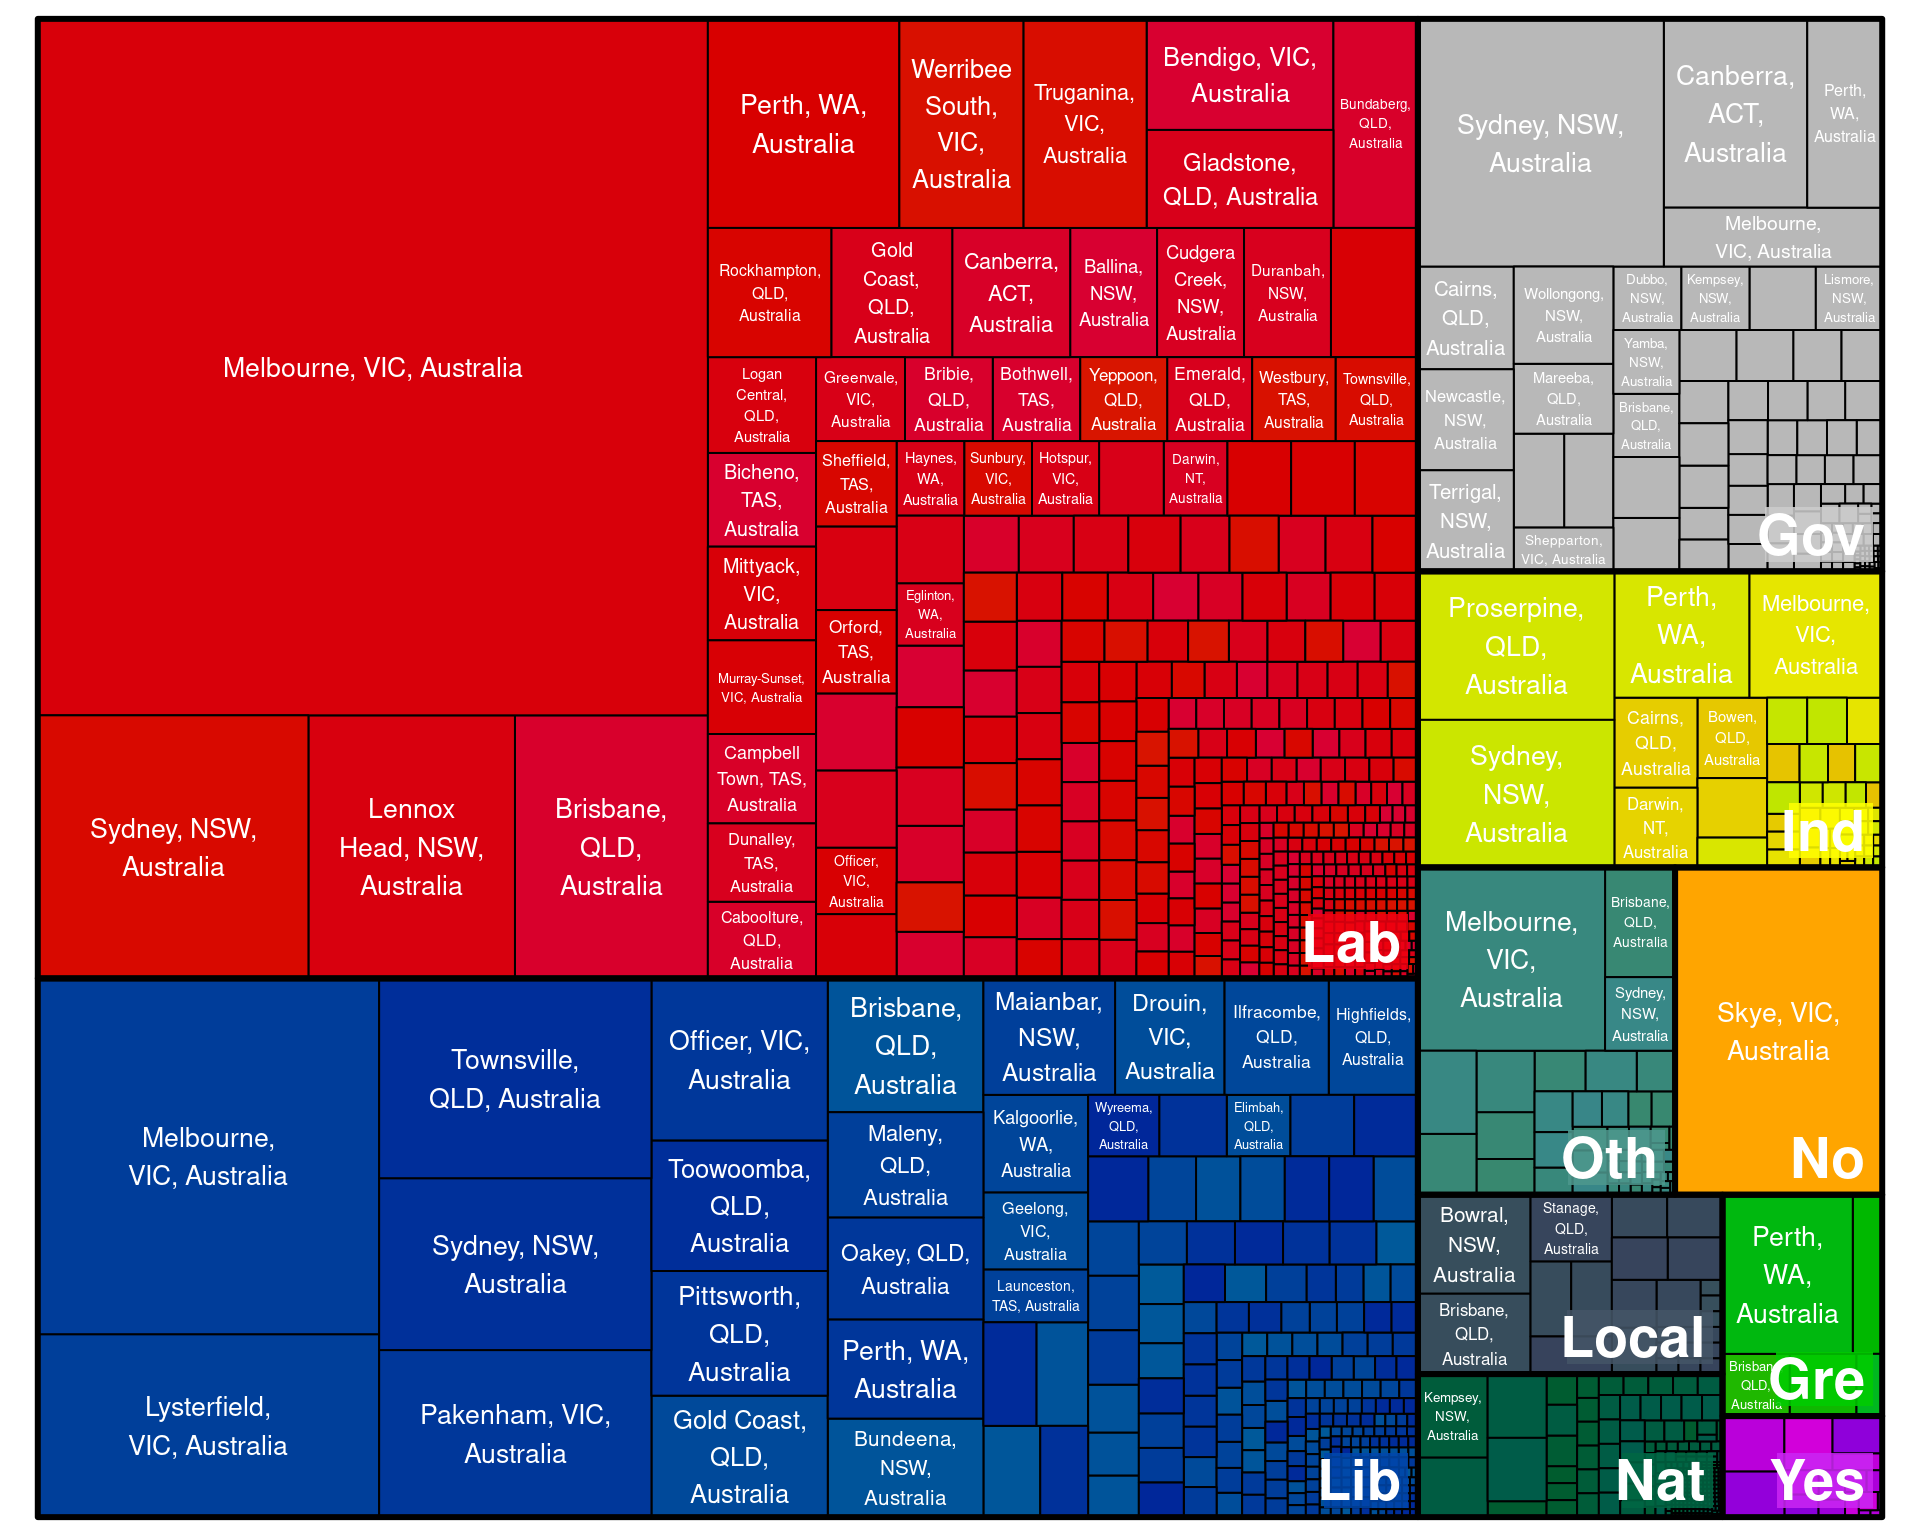 Melbourne, VIC, Australia
Sydney, NSW,
Australia
Lennox
Head, NSW,
Australia
Brisbane,
QLD,
Australia
Perth, WA,
Australia
Werribee
South,
VIC,
Australia
Truganina,
VIC,
Australia
Bendigo, VIC,
Australia
Gladstone,
QLD, Australia
Bundaberg,
QLD,
Australia
Rockhampton,
QLD,
Australia
Gold
Coast,
QLD,
Australia
Canberra,
ACT,
Australia
Ballina,
NSW,
Australia
Cudgera
Creek,
NSW,
Australia
Duranbah,
NSW,
Australia
Logan
Central,
QLD,
Australia
Greenvale,
VIC,
Australia
Bribie,
QLD,
Australia
Bothwell,
TAS,
Australia
Yeppoon,
QLD,
Australia
Emerald,
QLD,
Australia
Westbury,
TAS,
Australia
Townsville,
QLD,
Australia
Bicheno,
TAS,
Australia
Sheffield,
TAS,
Australia
Haynes,
WA,
Australia
Sunbury,
VIC,
Australia
Hotspur,
VIC,
Australia
Darwin,
NT,
Australia
Mittyack,
VIC,
Australia
Eglinton,
WA,
Australia
Orford,
TAS,
Australia
Murray-Sunset,
VIC, Australia
Campbell
Town, TAS,
Australia
Dunalley,
TAS,
Australia
Officer,
VIC,
Australia
Caboolture,
QLD,
Australia
Lab
Melbourne,
VIC, Australia
Lysterfield,
VIC, Australia
Townsville,
QLD, Australia
Sydney, NSW,
Australia
Pakenham, VIC,
Australia
Officer, VIC,
Australia
Toowoomba,
QLD,
Australia
Pittsworth,
QLD,
Australia
Gold Coast,
QLD,
Australia
Brisbane,
QLD,
Australia
Maleny,
QLD,
Australia
Oakey, QLD,
Australia
Perth, WA,
Australia
Bundeena,
NSW,
Australia
Maianbar,
NSW,
Australia
Drouin,
VIC,
Australia
Ilfracombe,
QLD,
Australia
Highfields,
QLD,
Australia
Kalgoorlie,
WA,
Australia
Wyreema,
QLD,
Australia
Elimbah,
QLD,
Australia
Geelong,
VIC,
Australia
Launceston,
TAS, Australia
Lib
Sydney, NSW,
Australia
Canberra,
ACT,
Australia
Perth,
WA,
Australia
Melbourne,
VIC, Australia
Cairns,
QLD,
Australia
Wollongong,
NSW,
Australia
Dubbo,
NSW,
Australia
Kempsey,
NSW,
Australia
Lismore,
NSW,
Australia
Yamba,
NSW,
Australia
Newcastle,
NSW,
Australia
Mareeba,
QLD,
Australia
Brisbane,
QLD,
Australia
Terrigal,
NSW,
Australia
Shepparton,
VIC, Australia
Gov
Proserpine,
QLD,
Australia
Perth,
WA,
Australia
Melbourne,
VIC,
Australia
Sydney,
NSW,
Australia
Cairns,
QLD,
Australia
Bowen,
QLD,
Australia
Darwin,
NT,
Australia
Ind
Melbourne,
VIC,
Australia
Brisbane,
QLD,
Australia
Sydney,
NSW,
Australia
Oth
Skye, VIC,
Australia
No
Bowral,
NSW,
Australia
Stanage,
QLD,
Australia
Brisbane,
QLD,
Australia
Local
Perth,
WA,
Australia
Brisbane,
QLD,
Australia
Gre
Kempsey,
NSW,
Australia
Nat
Yes